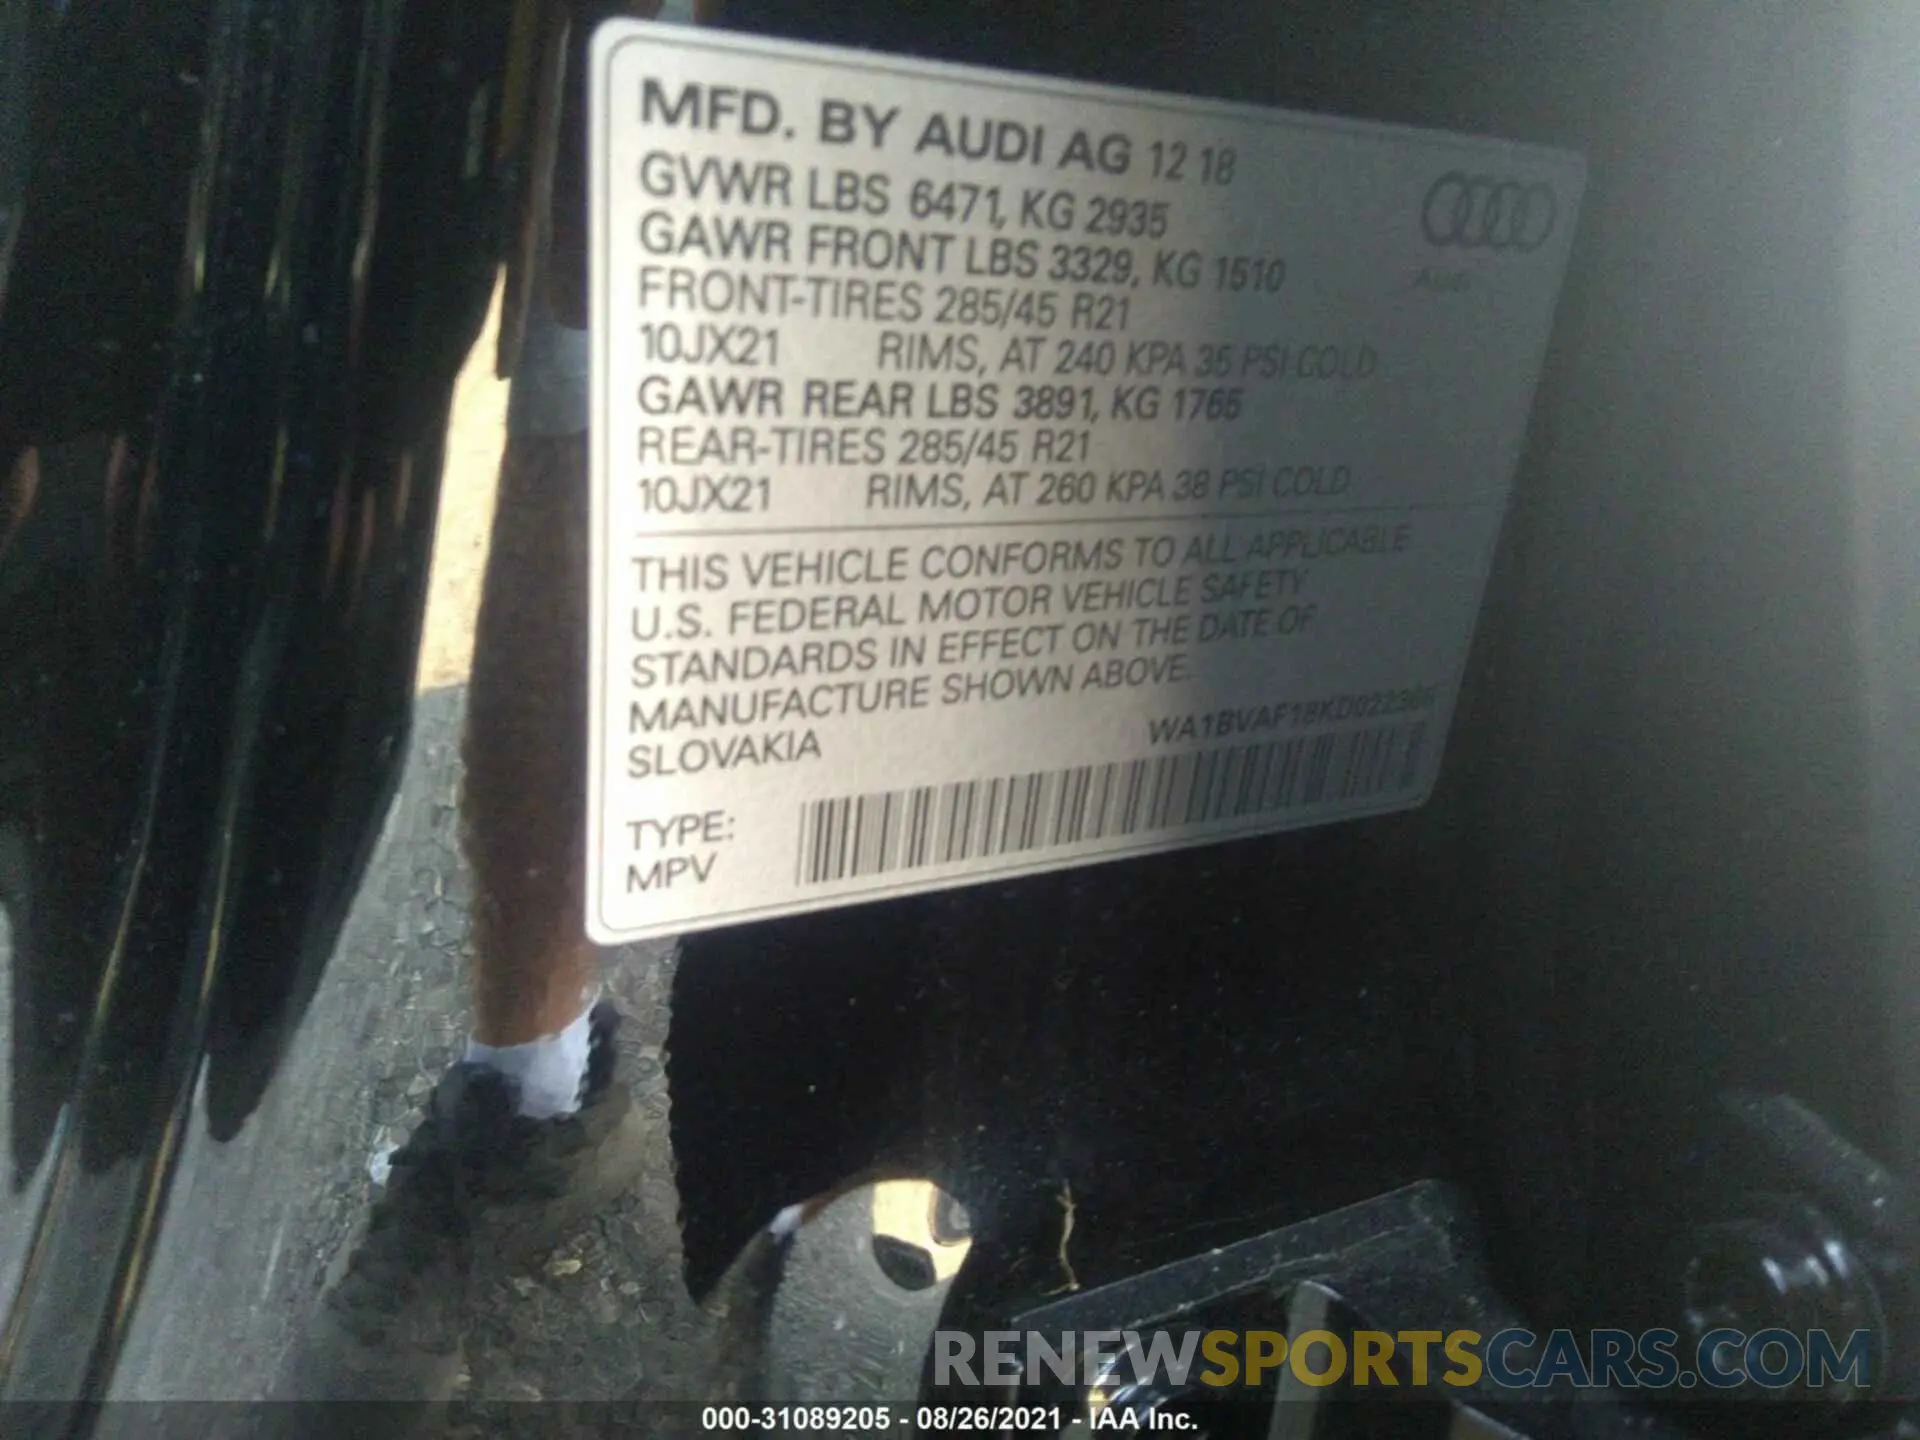 MFD. BY AUDI AG 12 18
GVWR LBS 6471, KG 2935
GAWR FRONT LBS 3329, KG 1510
FRONT-TIRES 285/45 R21
10JX21 RIMS, AT 240 KPA 35 PSI COLD
GAWR REAR LBS 3891, KG 1765
REAR-TIRES 285/45 R21
10JX21 RIMS, AT 260 KPA 38 PSI COLD
Audi
THIS VEHICLE CONFORMS TO ALL APPLICABLE
U.S. FEDERAL MOTOR VEHICLE SAFETY
STANDARDS IN EFFECT ON THE DATE OF
MANUFACTURE SHOWN ABOVE.
SLOVAKIA
TYPE:
MPV
RENEWSPORTSCARS.COM
000-31089205 - 08/26/2021 - IAA Inc.